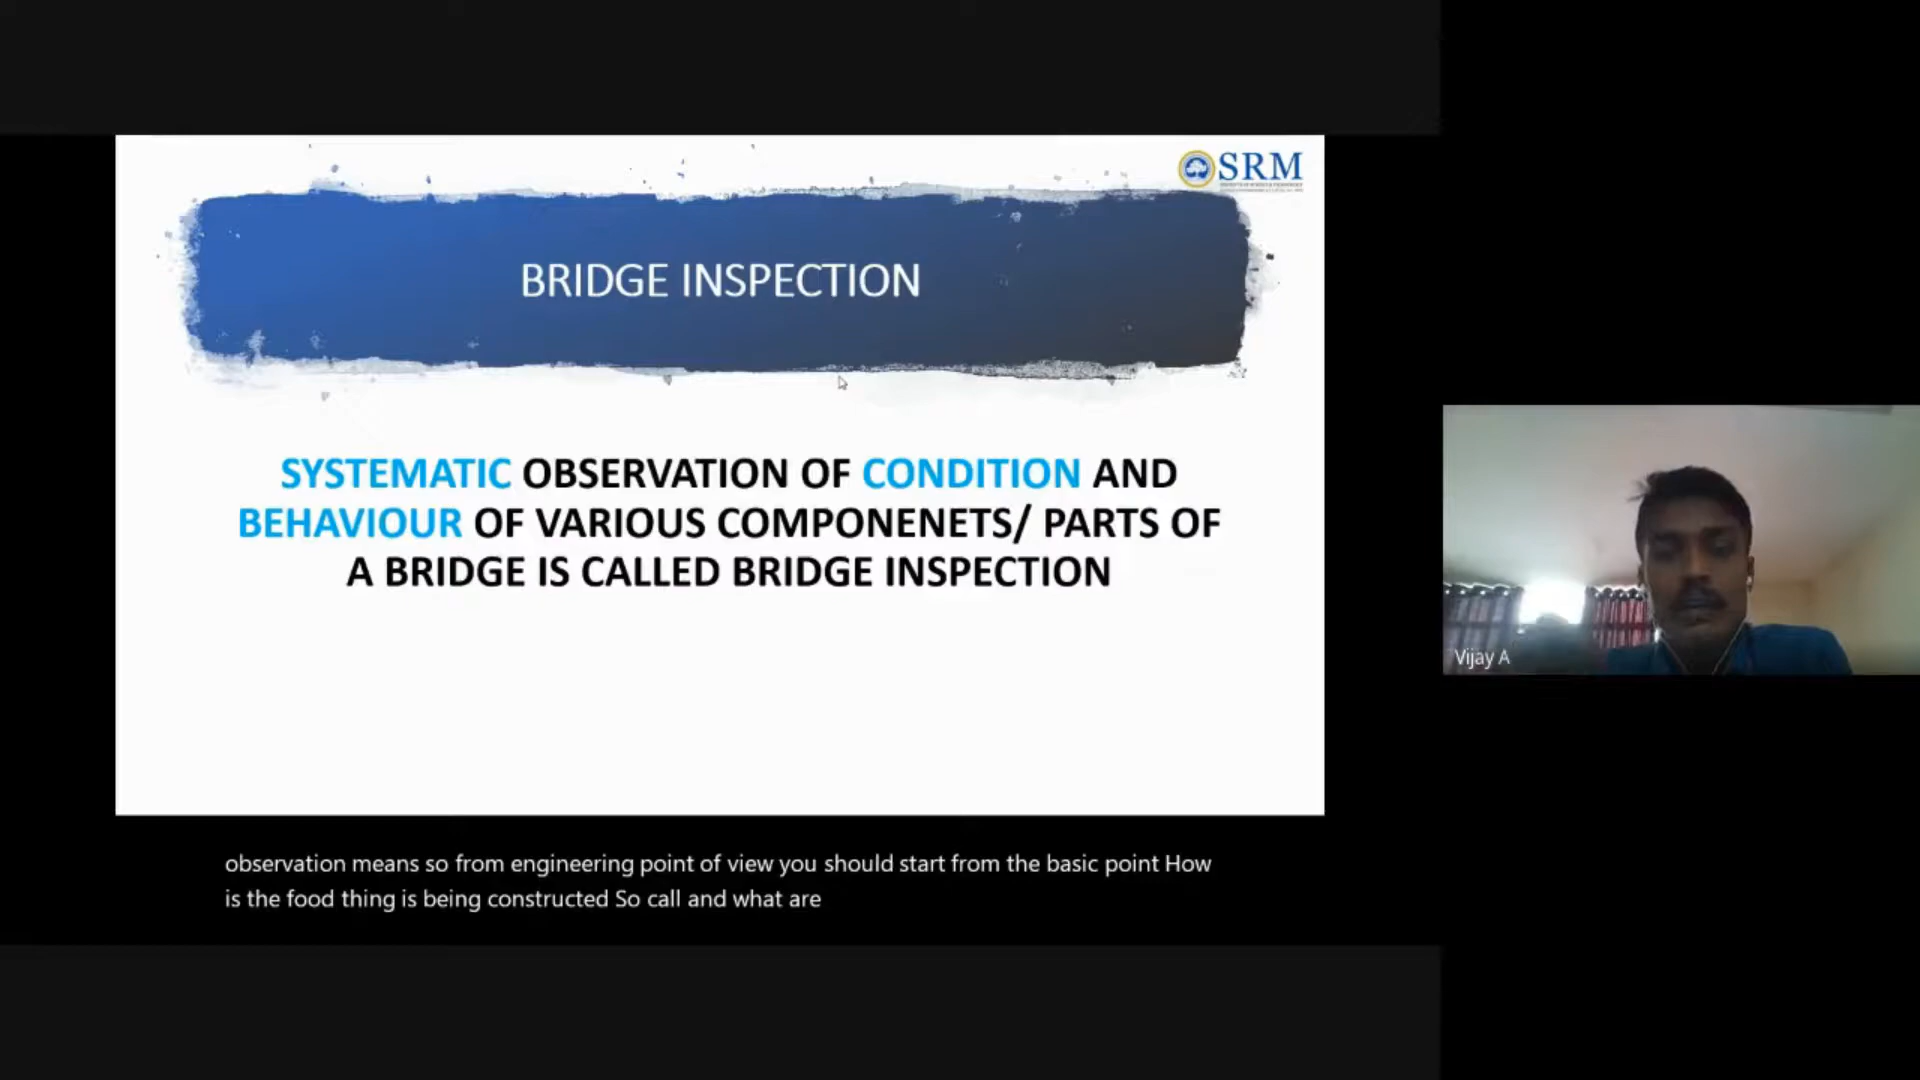 SRM
BRIDGE INSPECTION
SYSTEMATIC OBSERVATION OF CONDITION AND
BEHAVIOUR OF VARIOUS COMPONENETS/ PARTS OF
A BRIDGE IS CALLED BRIDGE INSPECTION
Vijay A
observation means so from engineering point of view you should start from the basic point How
is the food thing is being constructed So call and what are